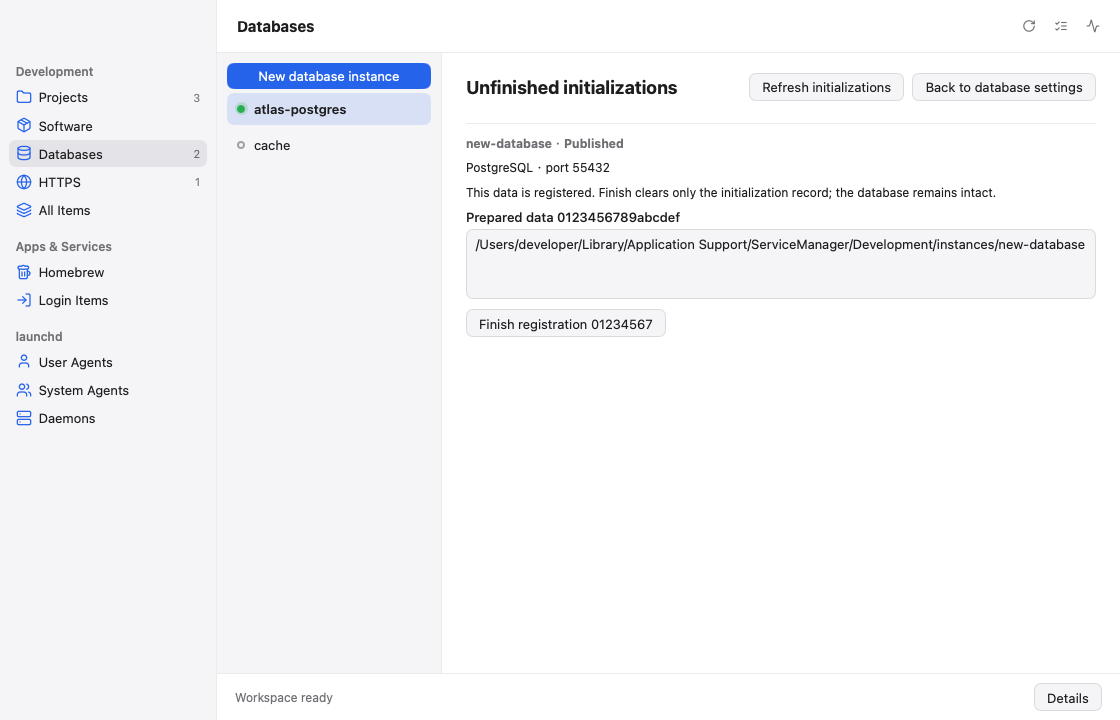 Databases
Development
Projects 3
Software
Databases 2
HTTPS 1
All Items
Apps & Services
Homebrew
Login Items
launchd
User Agents
System Agents
Daemons
New database instance
atlas-postgres
cache
Unfinished initializations
Refresh initializations
Back to database settings
new-database · Published
PostgreSQL · port 55432
This data is registered. Finish clears only the initialization record; the database remains intact.
Prepared data 0123456789abcdef
/Users/developer/Library/Application Support/ServiceManager/Development/instances/new-database
Finish registration 01234567
Workspace ready
Details